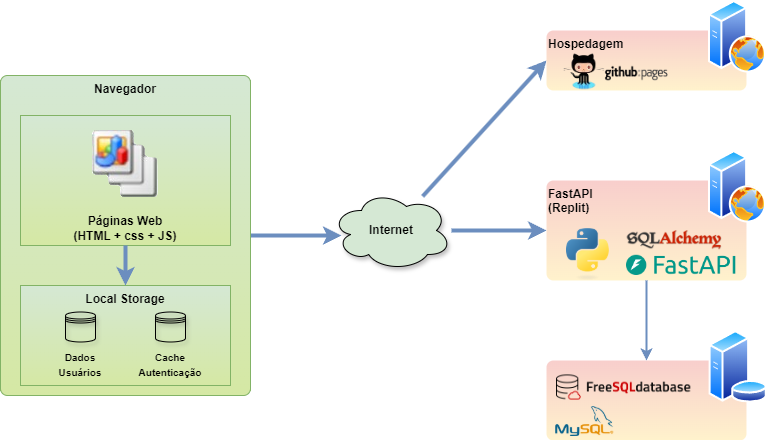 Navegador
Páginas Web
(HTML + css + JS)
Local Storage
Dados
Usuários
Cache
Autenticação
Internet
Hospedagem
github:pages
FastAPI
(Replit)
SQLAlchemy
FastAPI
FreeSQLdatabase
MySQL